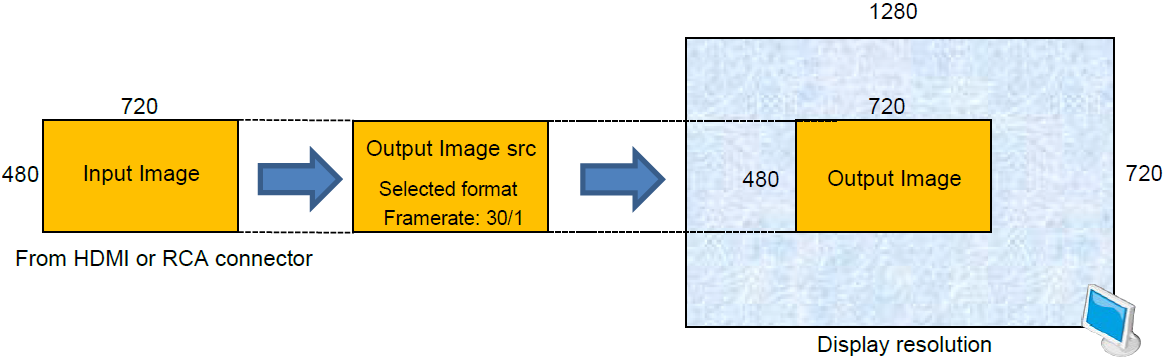 1280
720
480
Input Image
From HDMI or RCA connector
Output Image src
Selected format
Framerate: 30/1
720
480
Output Image
720
Display resolution